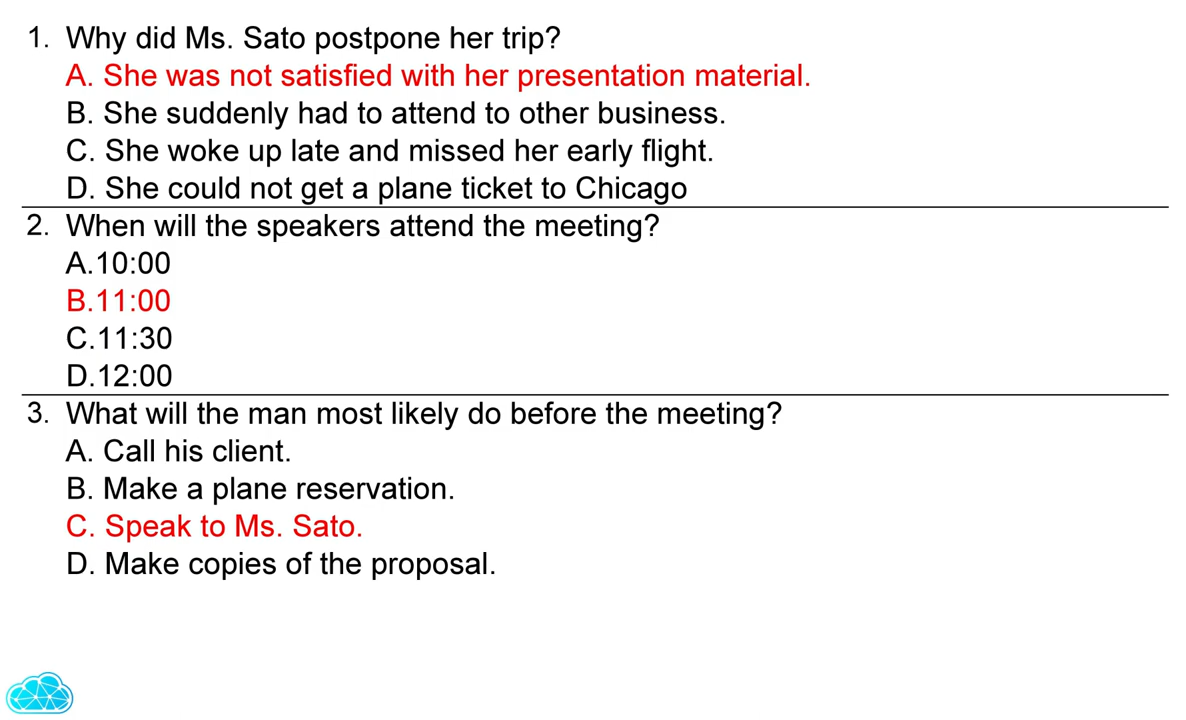 1. Why did Ms. Sato postpone her trip?
A. She was not satisfied with her presentation material.
B. She suddenly had to attend to other business.
C. She woke up late and missed her early flight.
D. She could not get a plane ticket to Chicago
2. When will the speakers attend the meeting?
A.10:00
B.11:00
C.11:30
D.12:00
3. What will the man most likely do before the meeting?
A. Call his client.
B. Make a plane reservation.
C. Speak to Ms. Sato.
D. Make copies of the proposal.